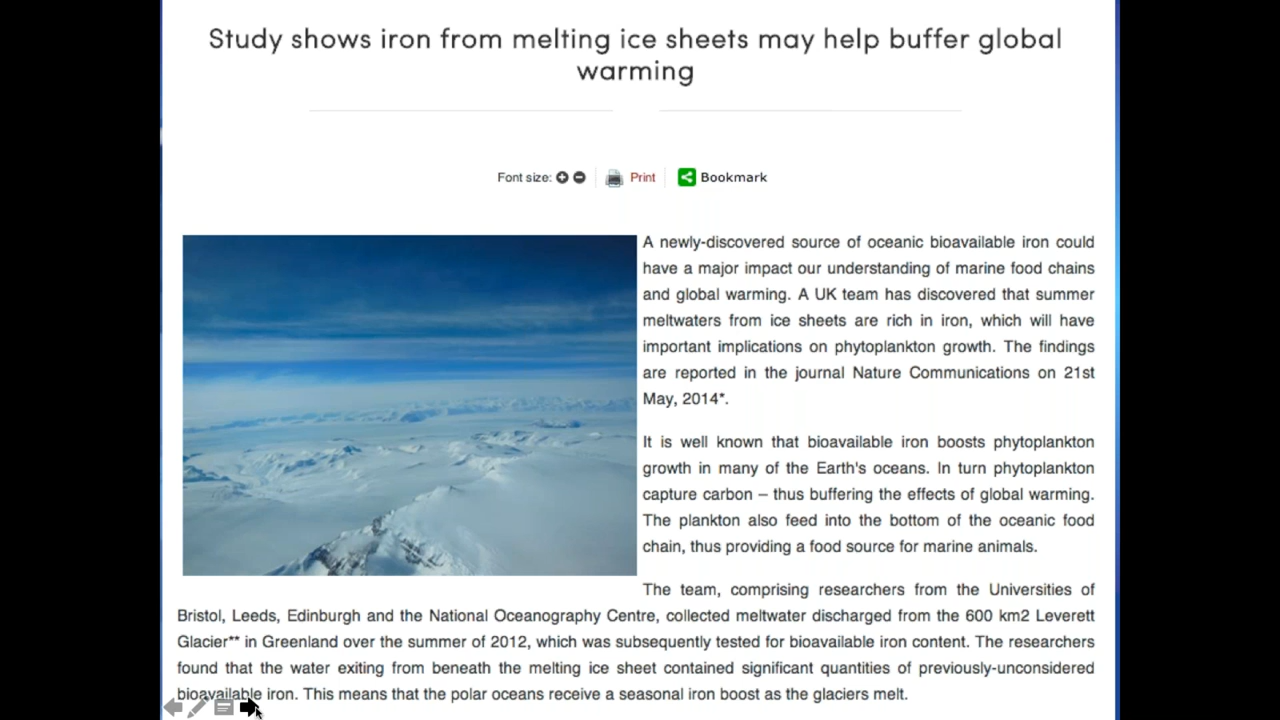 Study shows iron from melting ice sheets may help buffer global
warming
Font size: Print Bookmark
A newly-discovered source of oceanic bioavailable iron could
have a major impact our understanding of marine food chains
and global warming. A UK team has discovered that summer
meltwaters from ice sheets are rich in iron, which will have
important implications on phytoplankton growth. The findings
are reported in the journal Nature Communications on 21st
May, 2014*.
It is well known that bioavailable iron boosts phytoplankton
growth in many of the Earth's oceans. In turn phytoplankton
capture carbon – thus buffering the effects of global warming.
The plankton also feed into the bottom of the oceanic food
chain, thus providing a food source for marine animals.
The team, comprising researchers from the Universities of
Bristol, Leeds, Edinburgh and the National Oceanography Centre, collected meltwater discharged from the 600 km2 Leverett
Glacier** in Greenland over the summer of 2012, which was subsequently tested for bioavailable iron content. The researchers
found that the water exiting from beneath the melting ice sheet contained significant quantities of previously-unconsidered
bioavailable iron. This means that the polar oceans receive a seasonal iron boost as the glaciers melt.